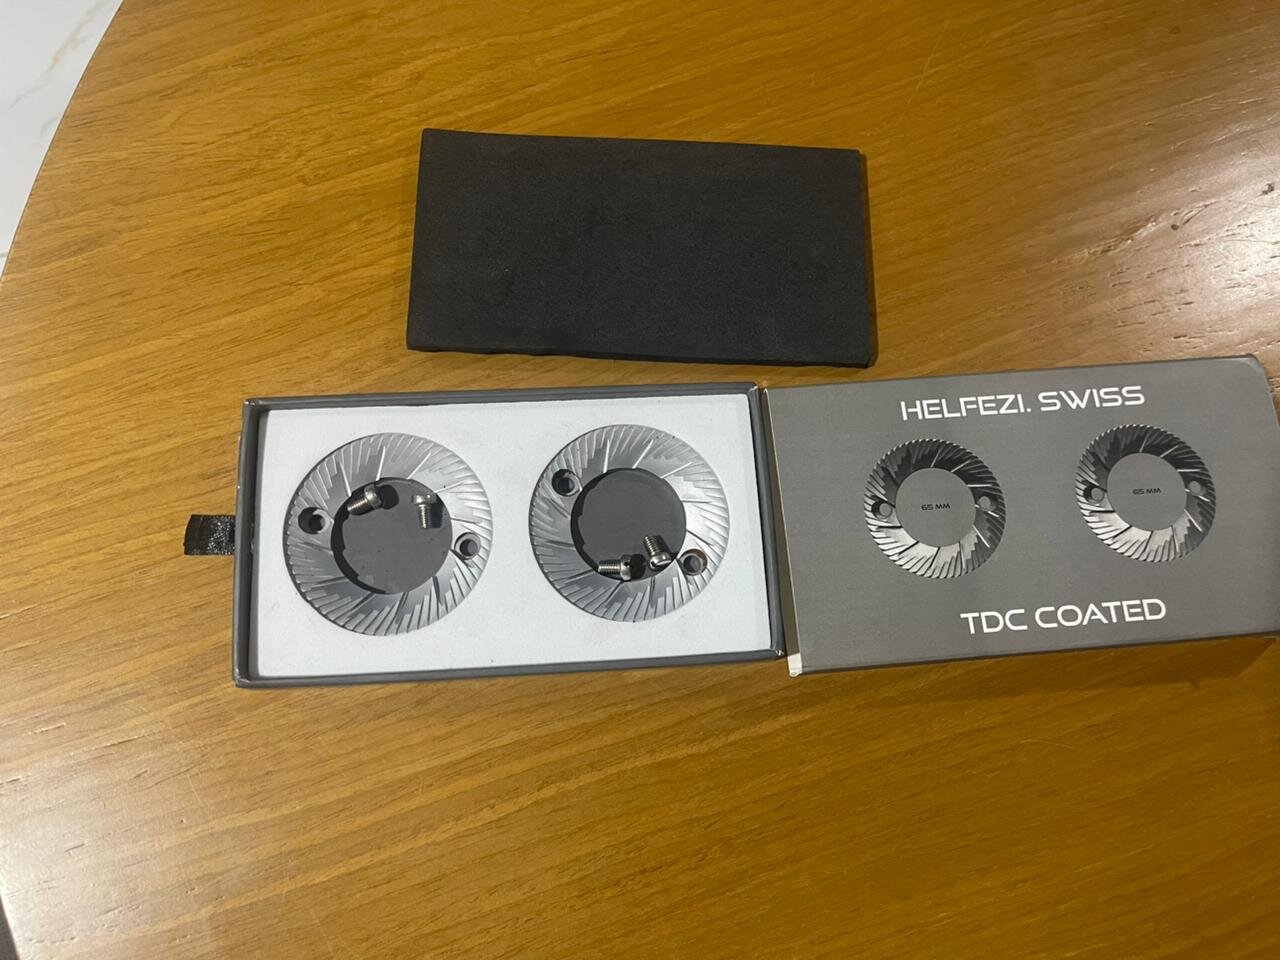 HELFEZI. SWISS
65 MM
65 MM
TDC COATED